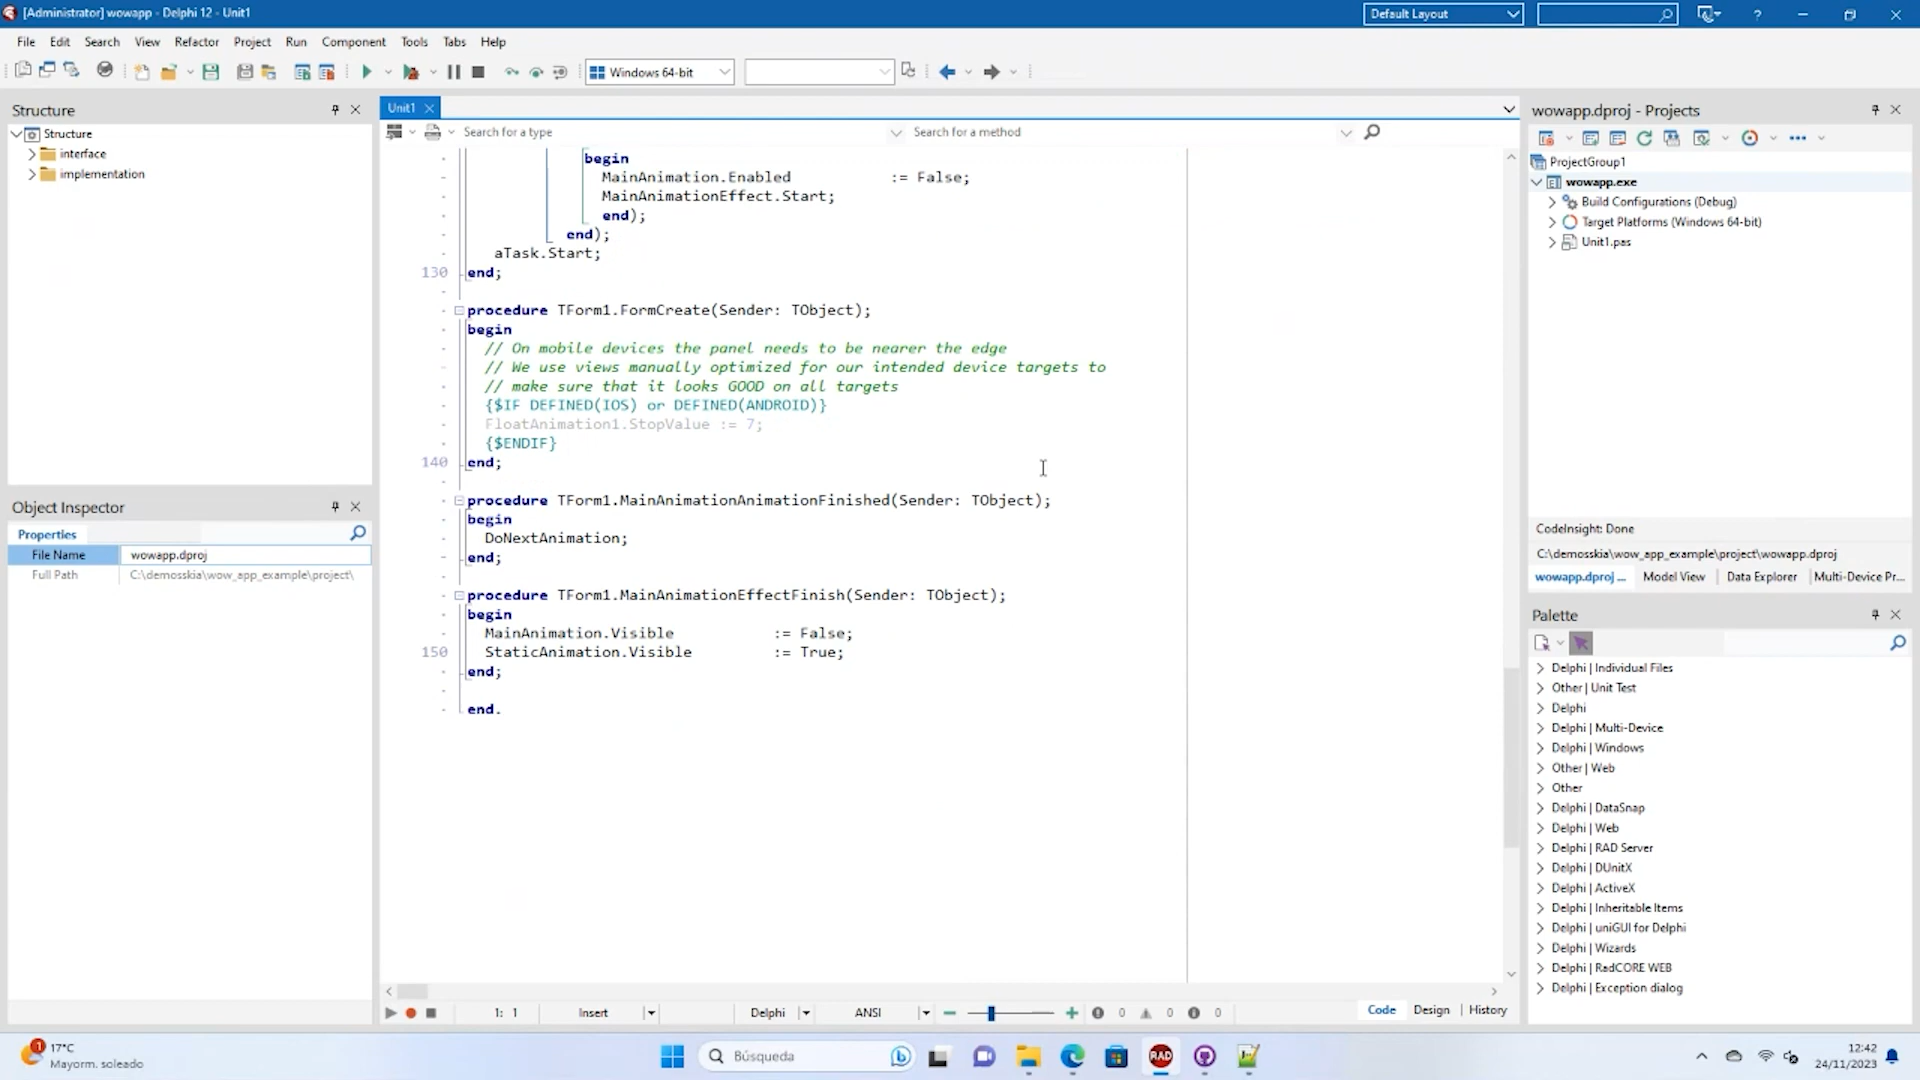 [Administrator] wowapp - Delphi 12 - Unit1
Default Layout
File Edit Search View Refactor Project Run Component Tools Tabs Help
Windows 64-bit
Structure
Structure
interface
implementation
Object Inspector
Properties
File Name wowapp.dproj
Full Path C:\demosskia\wow_app_example\project\
Unit1
Search for a type
Search for a method
begin
MainAnimation.Enabled := False;
MainAnimationEffect.Start;
end);
end);
aTask.Start;
130 end;
procedure TForm1.FormCreate(Sender: TObject);
begin
// On mobile devices the panel needs to be nearer the edge
// We use views manually optimized for our intended device targets to
// make sure that it looks GOOD on all targets
{$IF DEFINED(IOS) or DEFINED(ANDROID)}
FloatAnimation1.StopValue := 7;
{$ENDIF}
140 end;
procedure TForm1.MainAnimationAnimationFinished(Sender: TObject);
begin
DoNextAnimation;
end;
procedure TForm1.MainAnimationEffectFinish(Sender: TObject);
begin
MainAnimation.Visible := False;
150 StaticAnimation.Visible := True;
end;
end.
1: 1 Insert Delphi ANSI 0 0 0
Code Design History
wowapp.dproj - Projects
ProjectGroup1
wowapp.exe
Build Configurations (Debug)
Target Platforms (Windows 64-bit)
Unit1.pas
CodeInsight: Done
C:\demosskia\wow_app_example\project\wowapp.dproj
wowapp.dproj ... Model View Data Explorer Multi-Device Pr...
Palette
Delphi | Individual Files
Other | Unit Test
Delphi
Delphi | Multi-Device
Delphi | Windows
Other | Web
Other
Delphi | DataSnap
Delphi | Web
Delphi | RAD Server
Delphi | DUnitX
Delphi | ActiveX
Delphi | Inheritable Items
Delphi | uniGUI for Delphi
Delphi | Wizards
Delphi | RadCORE WEB
Delphi | Exception dialog
1
17°C
Mayorm. soleado
Búsqueda
RAD
12:42
24/11/2023